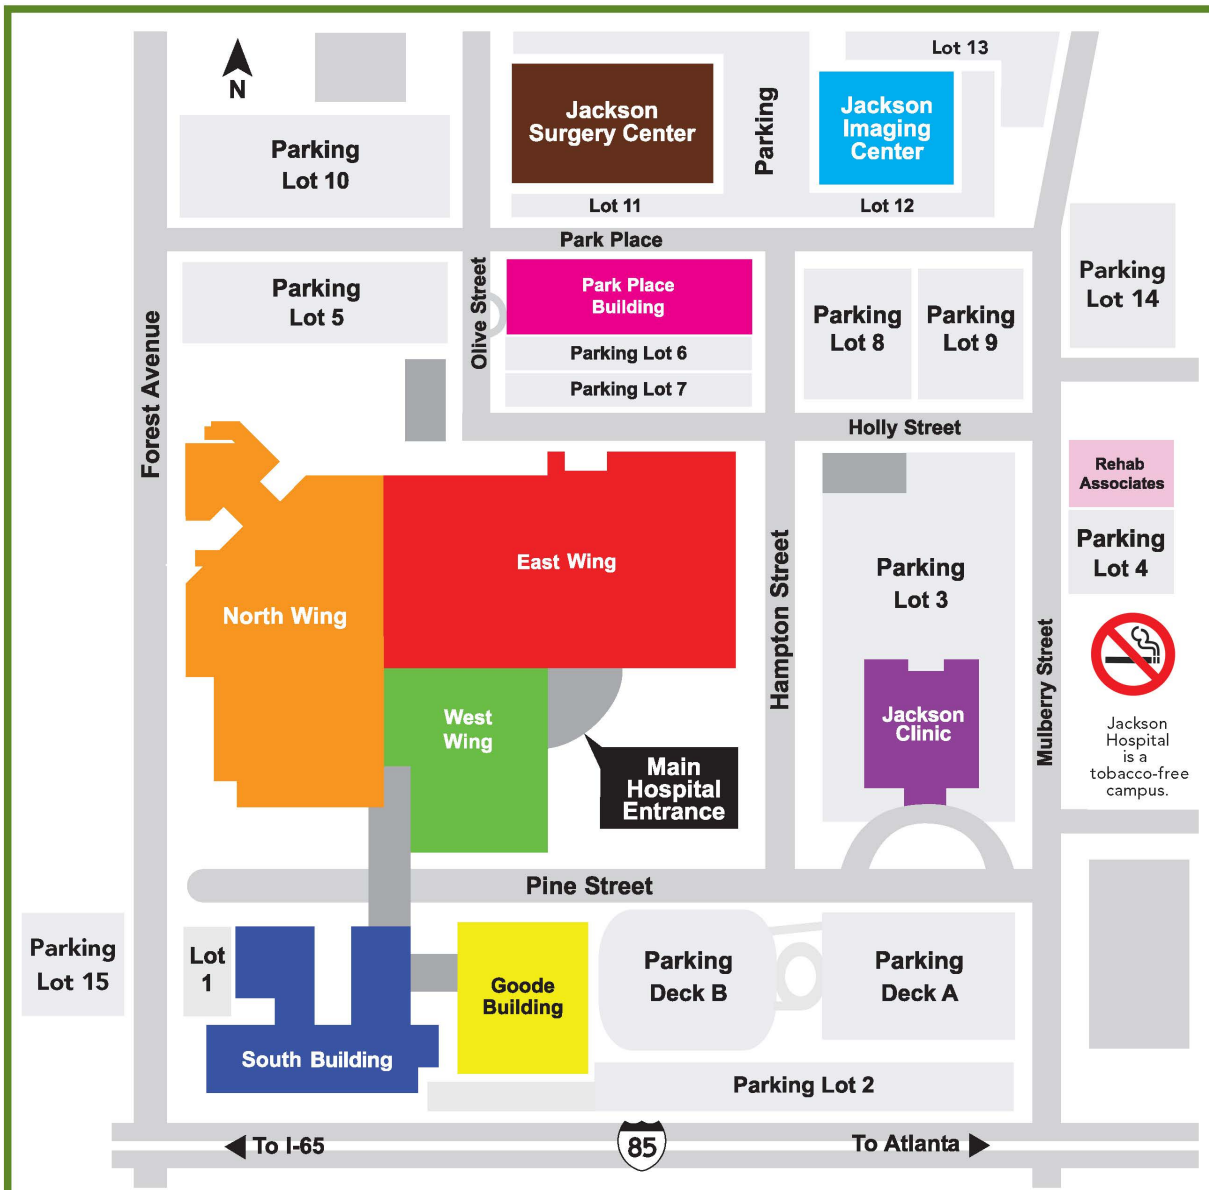 N
Parking
Lot 10
Jackson
Surgery Center
Parking
Jackson
Imaging
Center
Lot 13
Lot 11
Lot 12
Park Place
Parking
Lot 5
Olive Street
Park Place
Building
Parking Lot 6
Parking Lot 7
Parking
Lot 8
Parking
Lot 9
Parking
Lot 14
Forest Avenue
Holly Street
Rehab
Associates
Parking
Lot 4
East Wing
North Wing
Hampton Street
Parking
Lot 3
Mulberry Street
West
Wing
Jackson
Clinic
Main
Hospital
Entrance
Jackson
Hospital
is a
tobacco-free
campus.
Pine Street
Parking
Lot 15
Lot
1
South Building
Goode
Building
Parking
Deck B
Parking
Deck A
Parking Lot 2
To I-65
85
To Atlanta